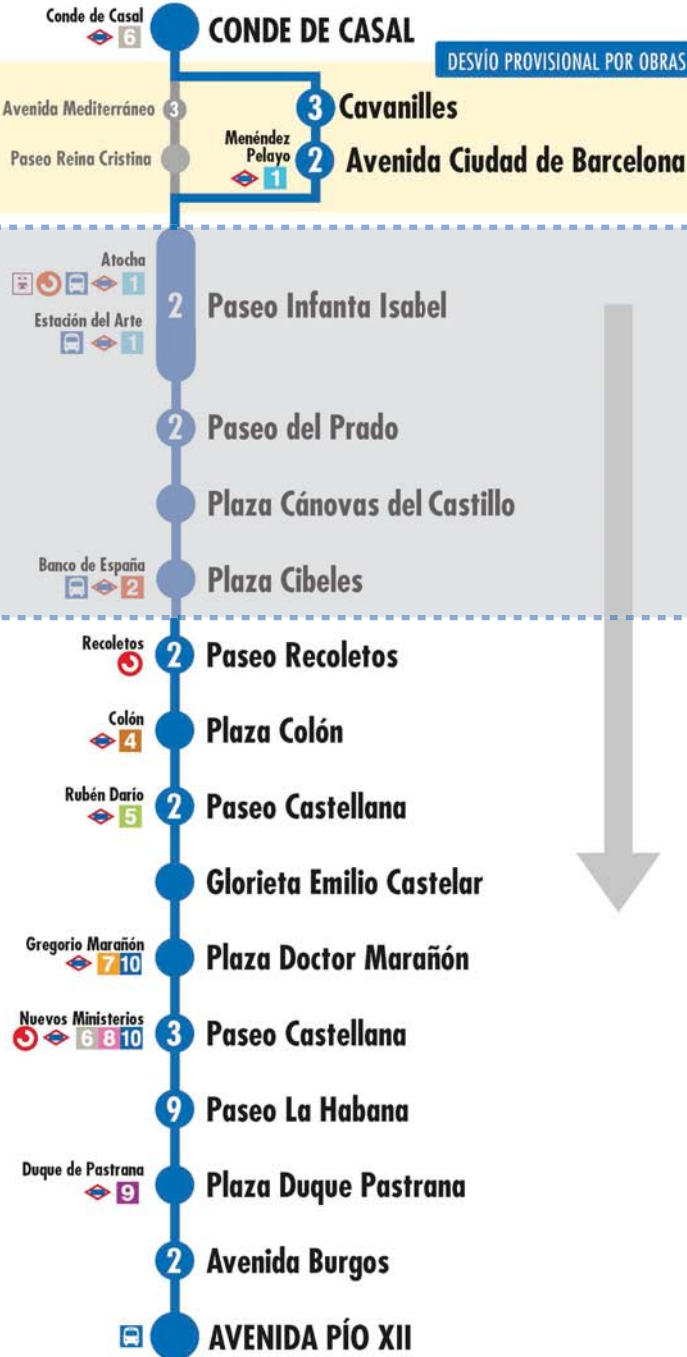 Conde de Casal
6
CONDE DE CASAL
DESVÍO PROVISIONAL POR OBRAS
Avenida Mediterráneo
3
3
Cavanilles
Paseo Reina Cristina
Menéndez
Pelayo
1
2
Avenida Ciudad de Barcelona
Atocha
1
Estación del Arte
1
2
Paseo Infanta Isabel
2
Paseo del Prado
Plaza Cánovas del Castillo
Banco de España
2
Plaza Cibeles
Recoletos
2
Paseo Recoletos
Colón
4
Plaza Colón
Rubén Darío
5
2
Paseo Castellana
Glorieta Emilio Castelar
Gregorio Marañón
7 10
Plaza Doctor Marañón
Nuevos Ministerios
6 8 10
3
Paseo Castellana
9
Paseo La Habana
Duque de Pastrana
9
Plaza Duque Pastrana
2
Avenida Burgos
AVENIDA PÍO XII